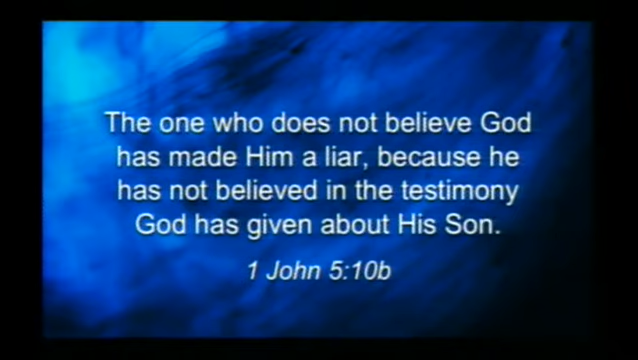 The one who does not believe God
has made Him a liar, because he
has not believed in the testimony
God has given about His Son.
1 John 5:10b